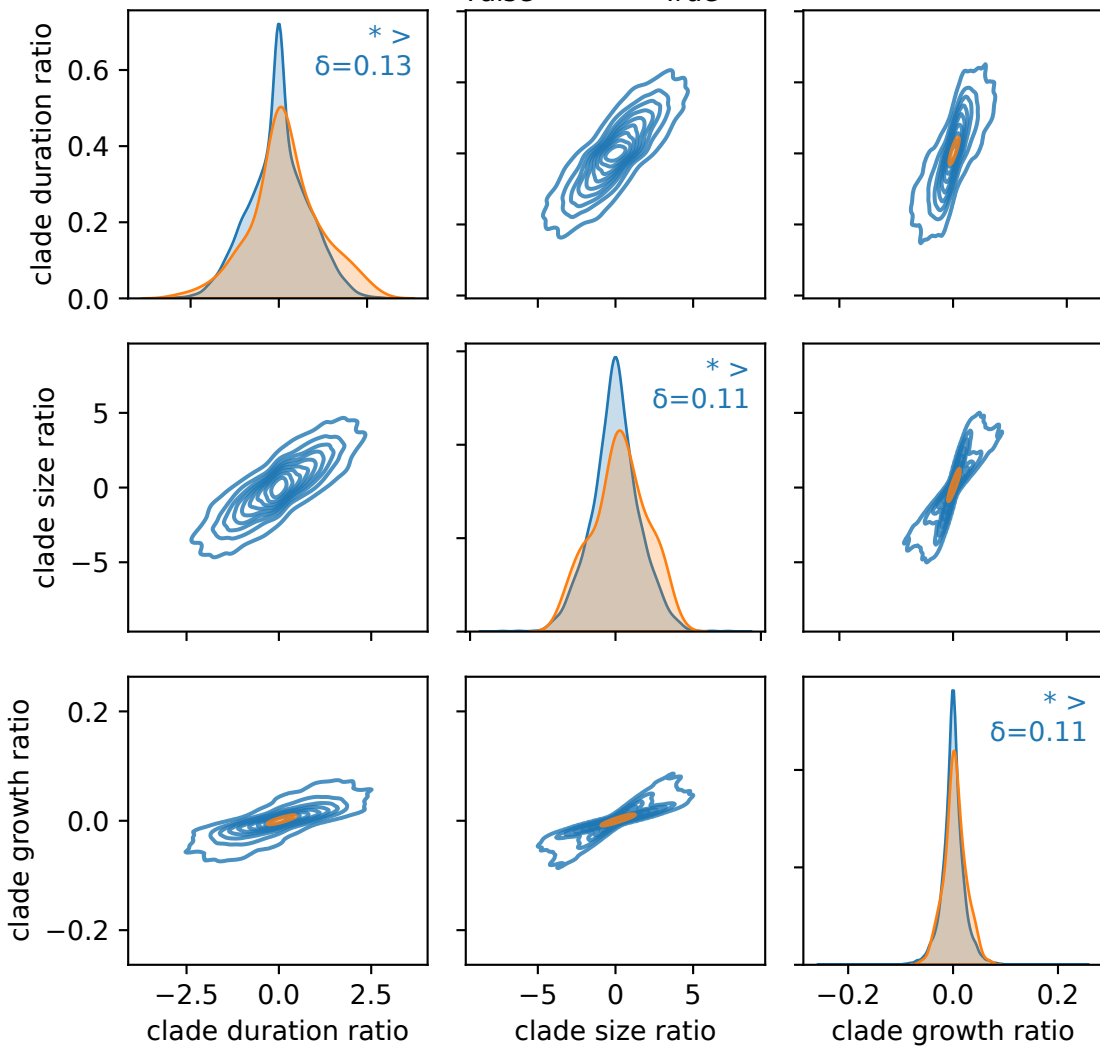 clade duration ratio
0.6
0.4
0.2
0.0
* >
δ=0.13
clade size ratio
5
0
−5
* >
δ=0.11
clade growth ratio
0.2
0.0
−0.2
* >
δ=0.11
−2.5 0.0 2.5
−5 0 5
−0.2 0.0 0.2
clade duration ratio
clade size ratio
clade growth ratio